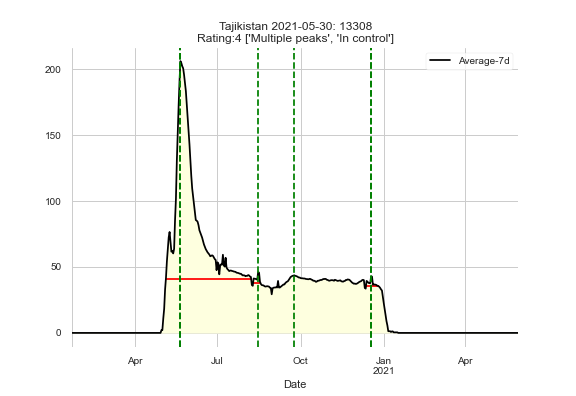 Tajikistan 2021-05-30: 13308
Rating:4 ['Multiple peaks', 'In control']
Average-7d
200
150
100
50
0
Apr
Jul
Oct
Jan
2021
Apr
Date